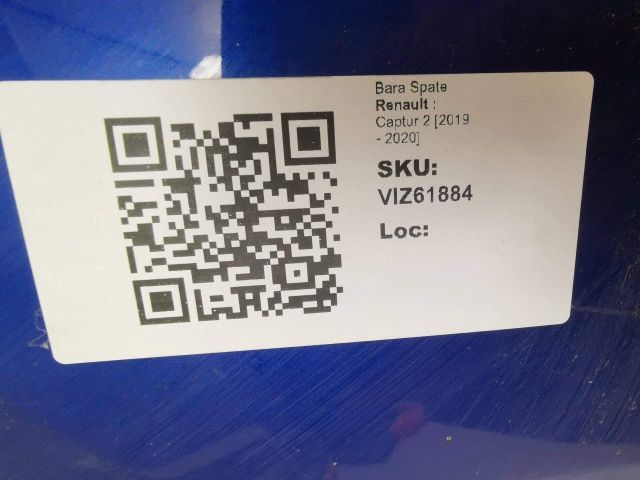 Bara Spate
Renault :
Captur 2 [2019
- 2020]
SKU:
VIZ61884
Loc: